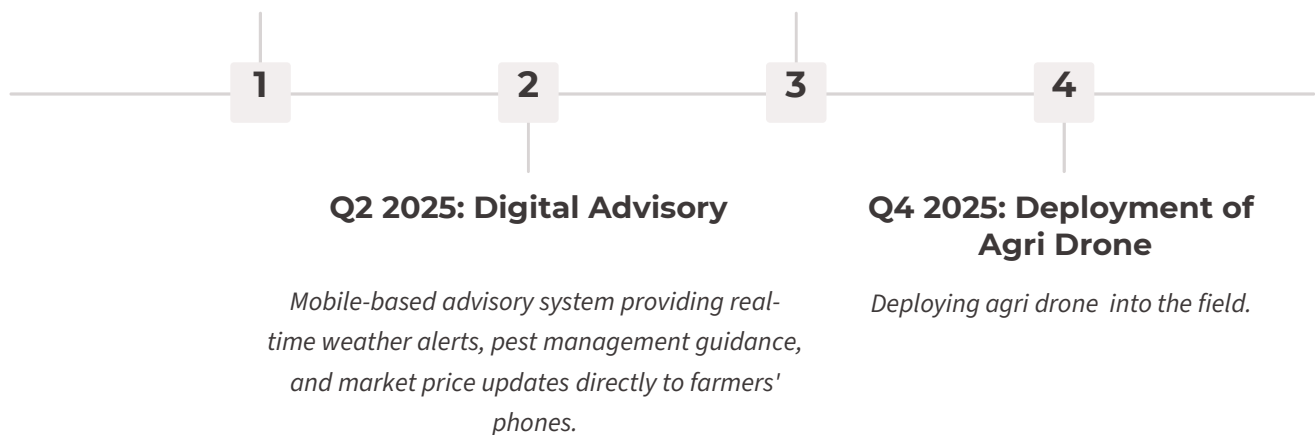 1
2
3
4
Q2 2025: Digital Advisory
Mobile-based advisory system providing real-
time weather alerts, pest management guidance,
and market price updates directly to farmers'
phones.
Q4 2025: Deployment of
Agri Drone
Deploying agri drone  into the field.